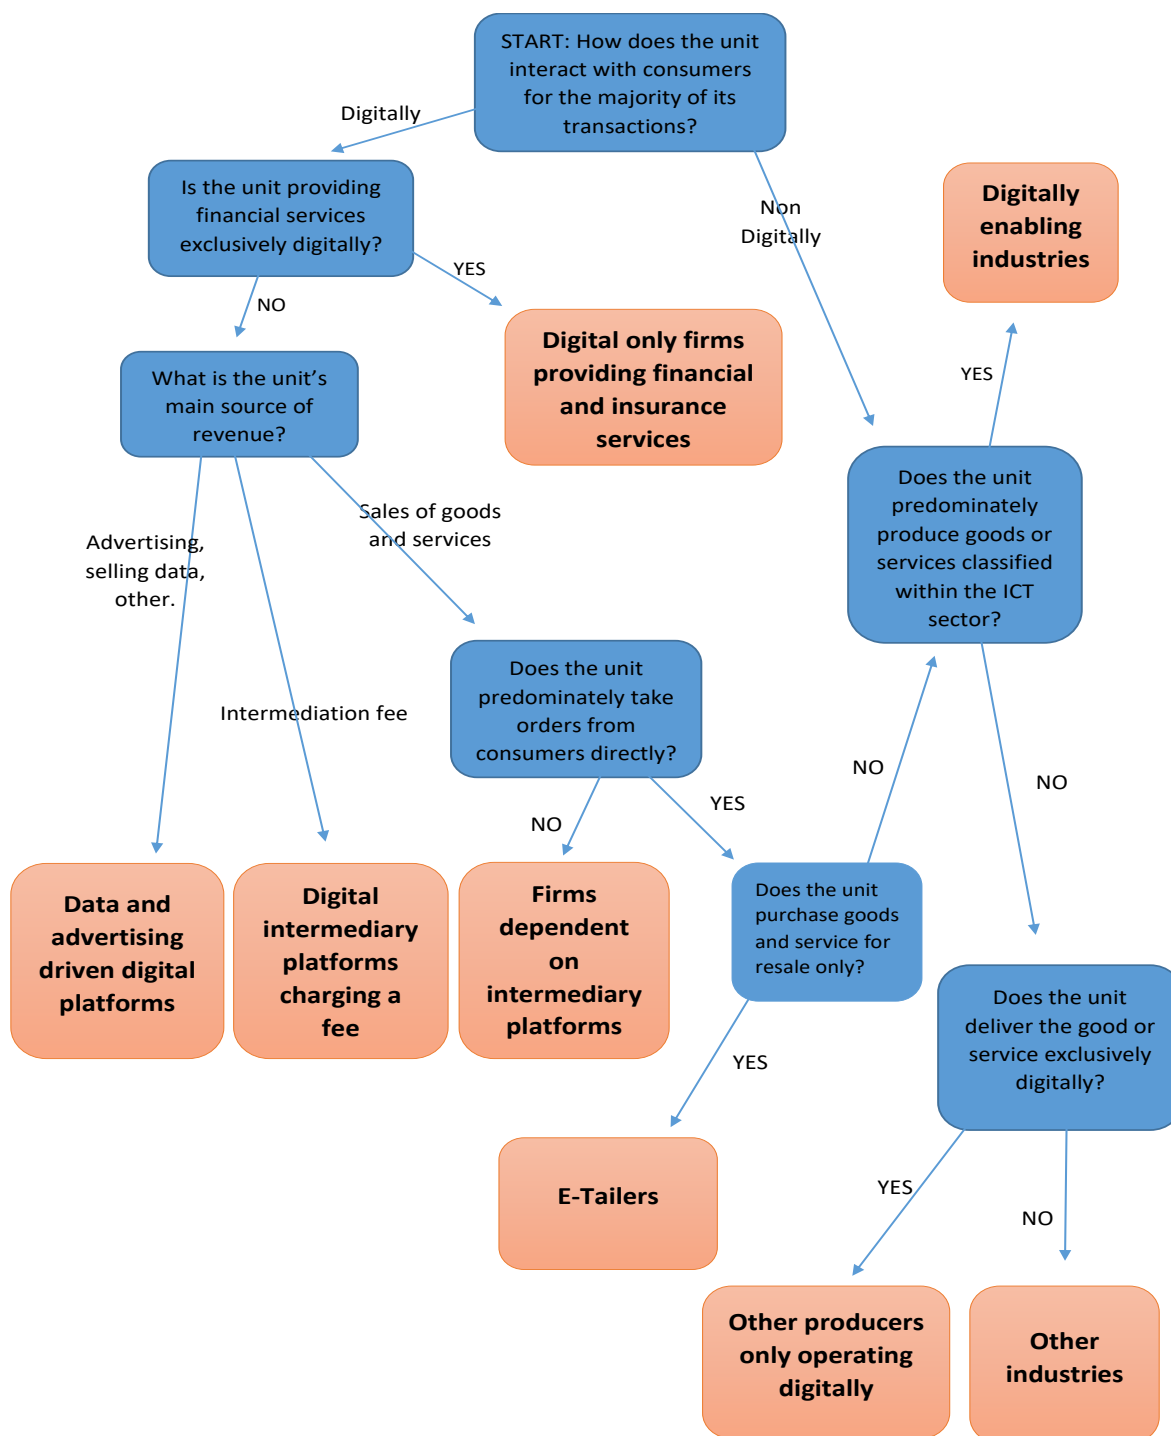 START: How does the unit
interact with consumers
for the majority of its
transactions?
Digitally
Is the unit providing
financial services
exclusively digitally?
Non
Digitally
Digitally
enabling
industries
YES
NO
Digital only firms
providing financial
and insurance
services
YES
What is the unit’s
main source of
revenue?
Does the unit
predominately
produce goods or
services classified
within the ICT
sector?
Sales of goods
and services
Advertising,
selling data,
other.
Intermediation fee
Does the unit
predominately take
orders from
consumers directly?
NO
NO
YES
NO
Data and
advertising
driven digital
platforms
Digital
intermediary
platforms
charging a
fee
Firms
dependent
on
intermediary
platforms
Does the unit
purchase goods
and service for
resale only?
Does the unit
deliver the good or
service exclusively
digitally?
YES
E-Tailers
YES
NO
Other producers
only operating
digitally
Other
industries